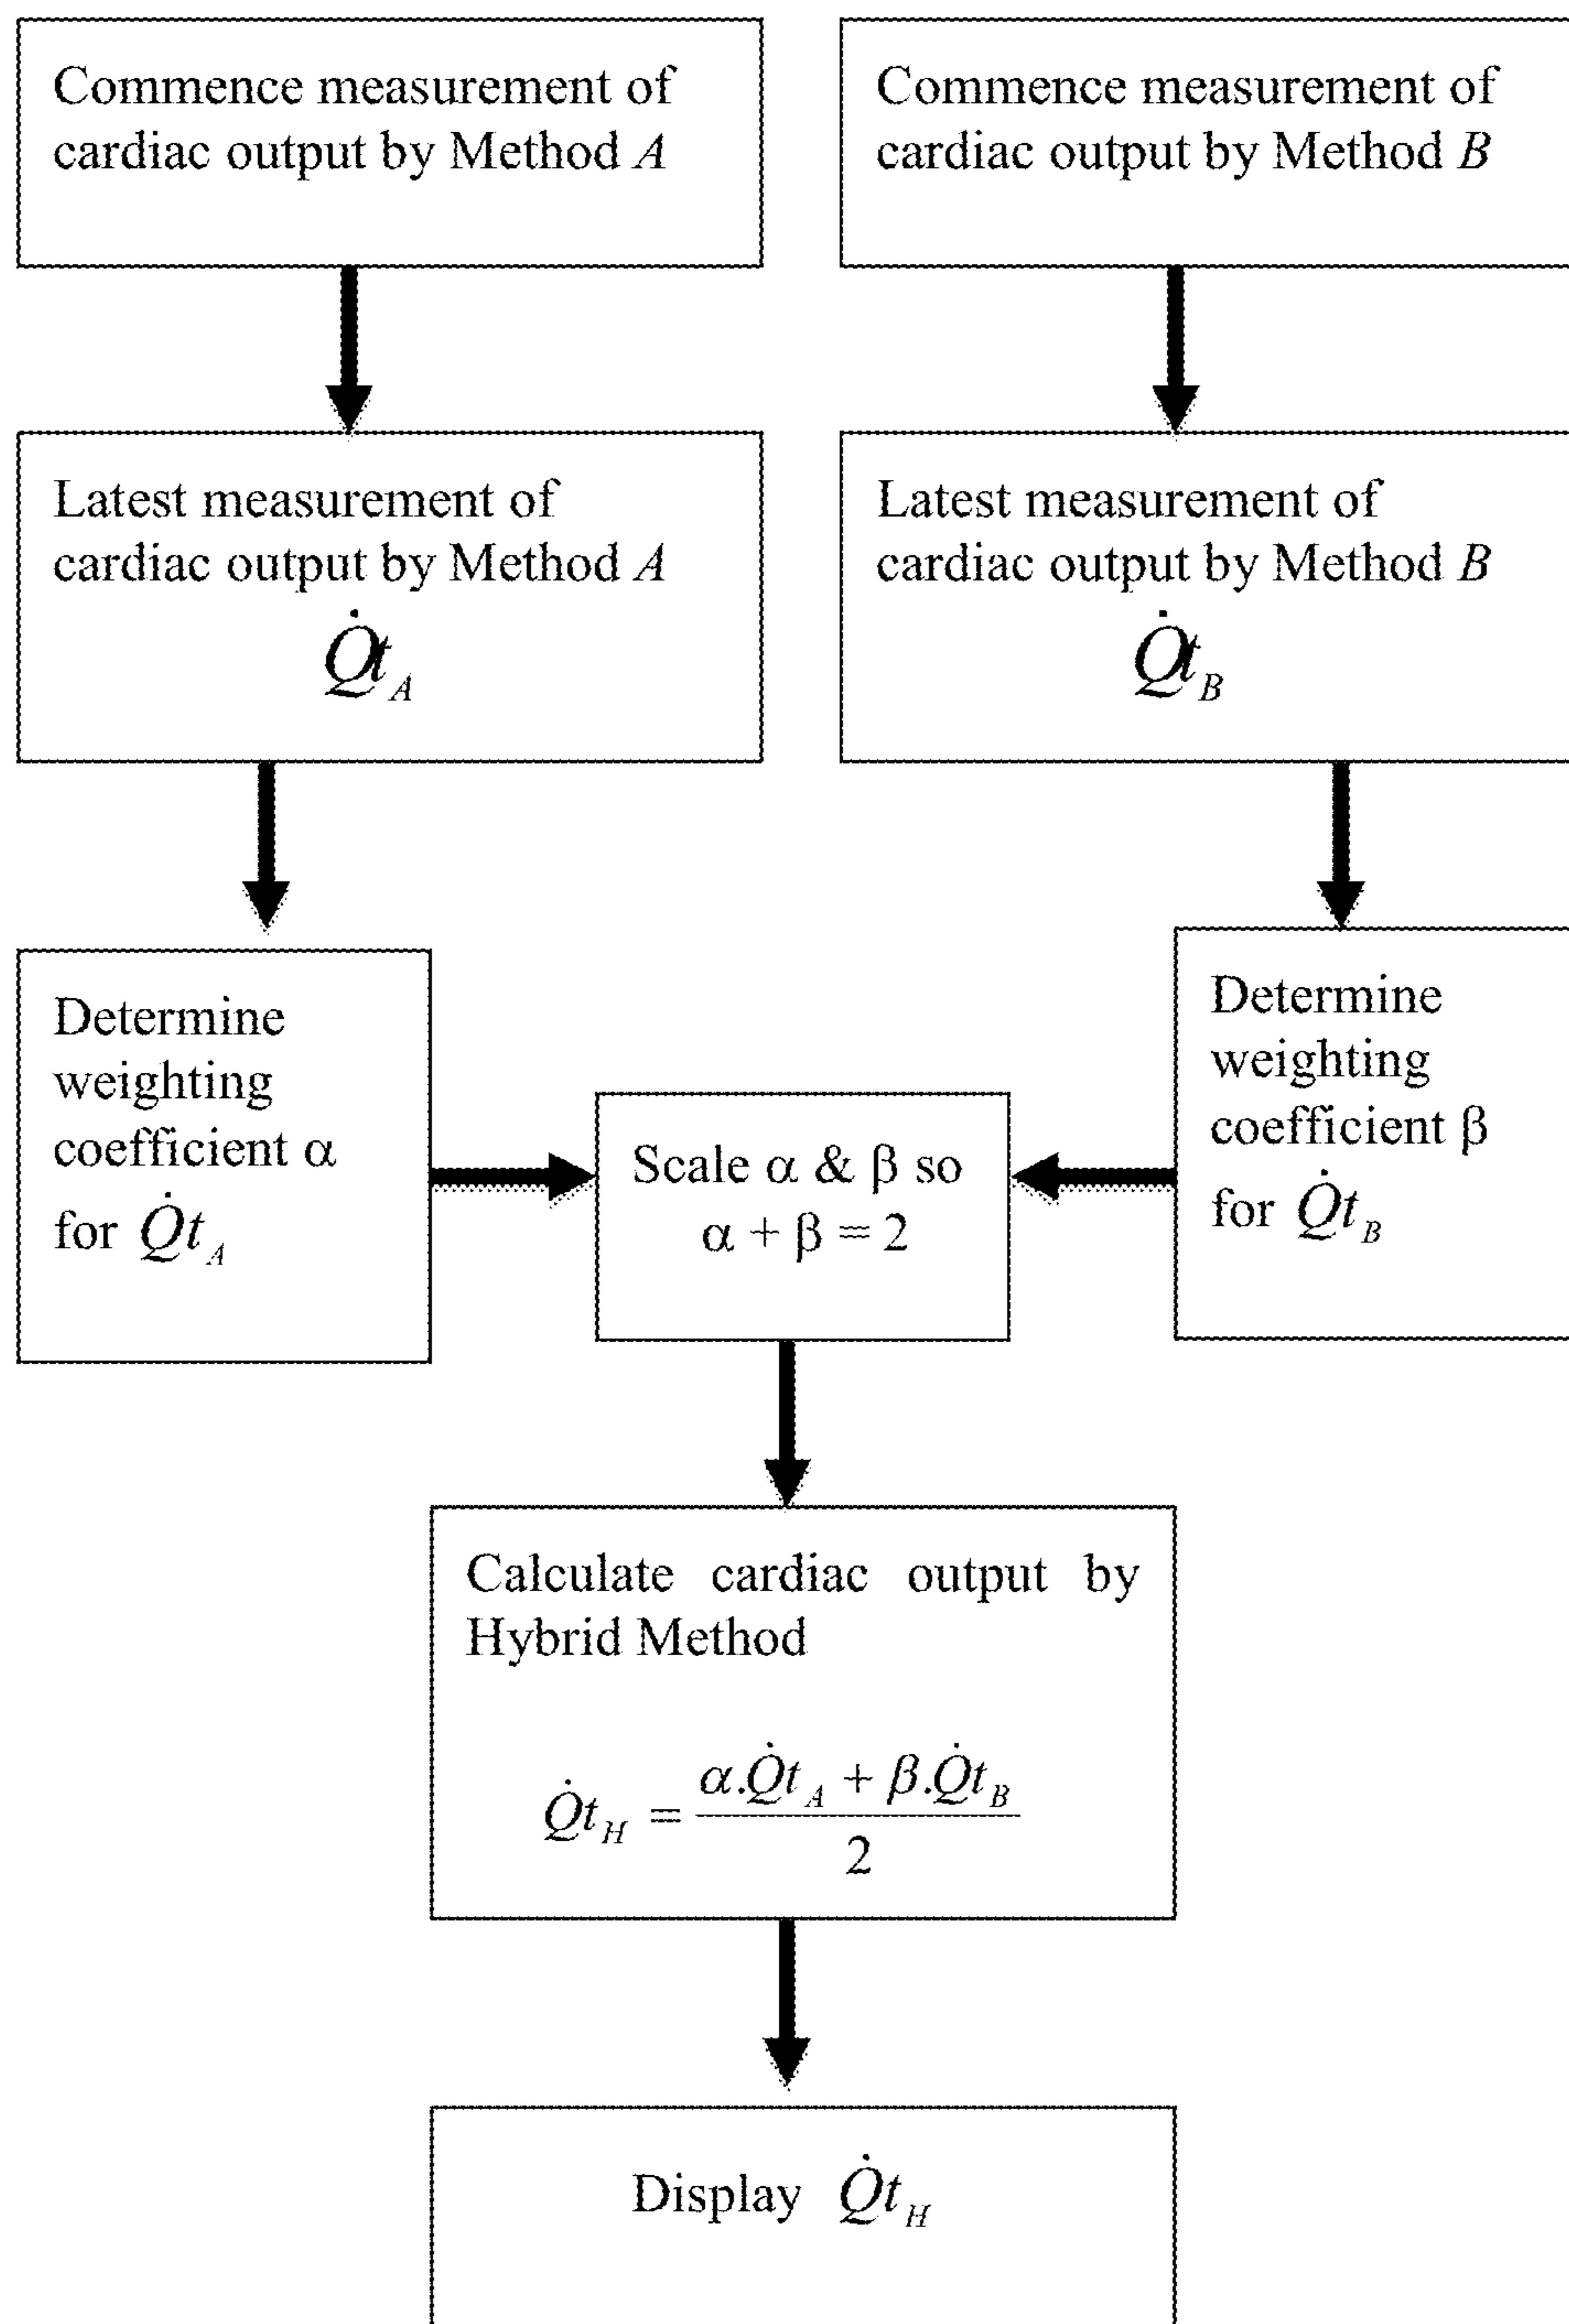 Commence measurement of
cardiac output by Method A
Commence measurement of
cardiac output by Method B
Latest measurement of
cardiac output by Method A
Q̇t_A
Latest measurement of
cardiac output by Method B
Q̇t_B
Determine
weighting
coefficient α
for Q̇t_A
Scale α & β so
α + β = 2
Determine
weighting
coefficient β
for Q̇t_B
Calculate cardiac output by
Hybrid Method
Q̇t_H = (α.Q̇t_A + β.Q̇t_B) / 2
Display Q̇t_H